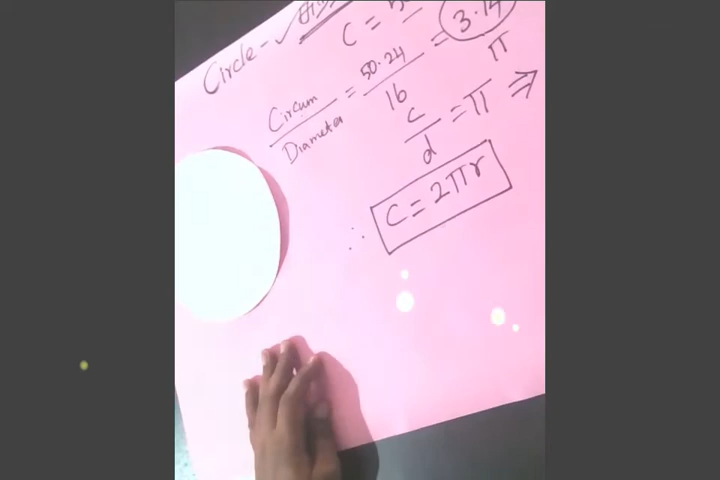 Circle-
C = 
Circum / Diameter = 50.24 / 16 = 3.14
π
c / d = π ⇒
∴ C = 2πr